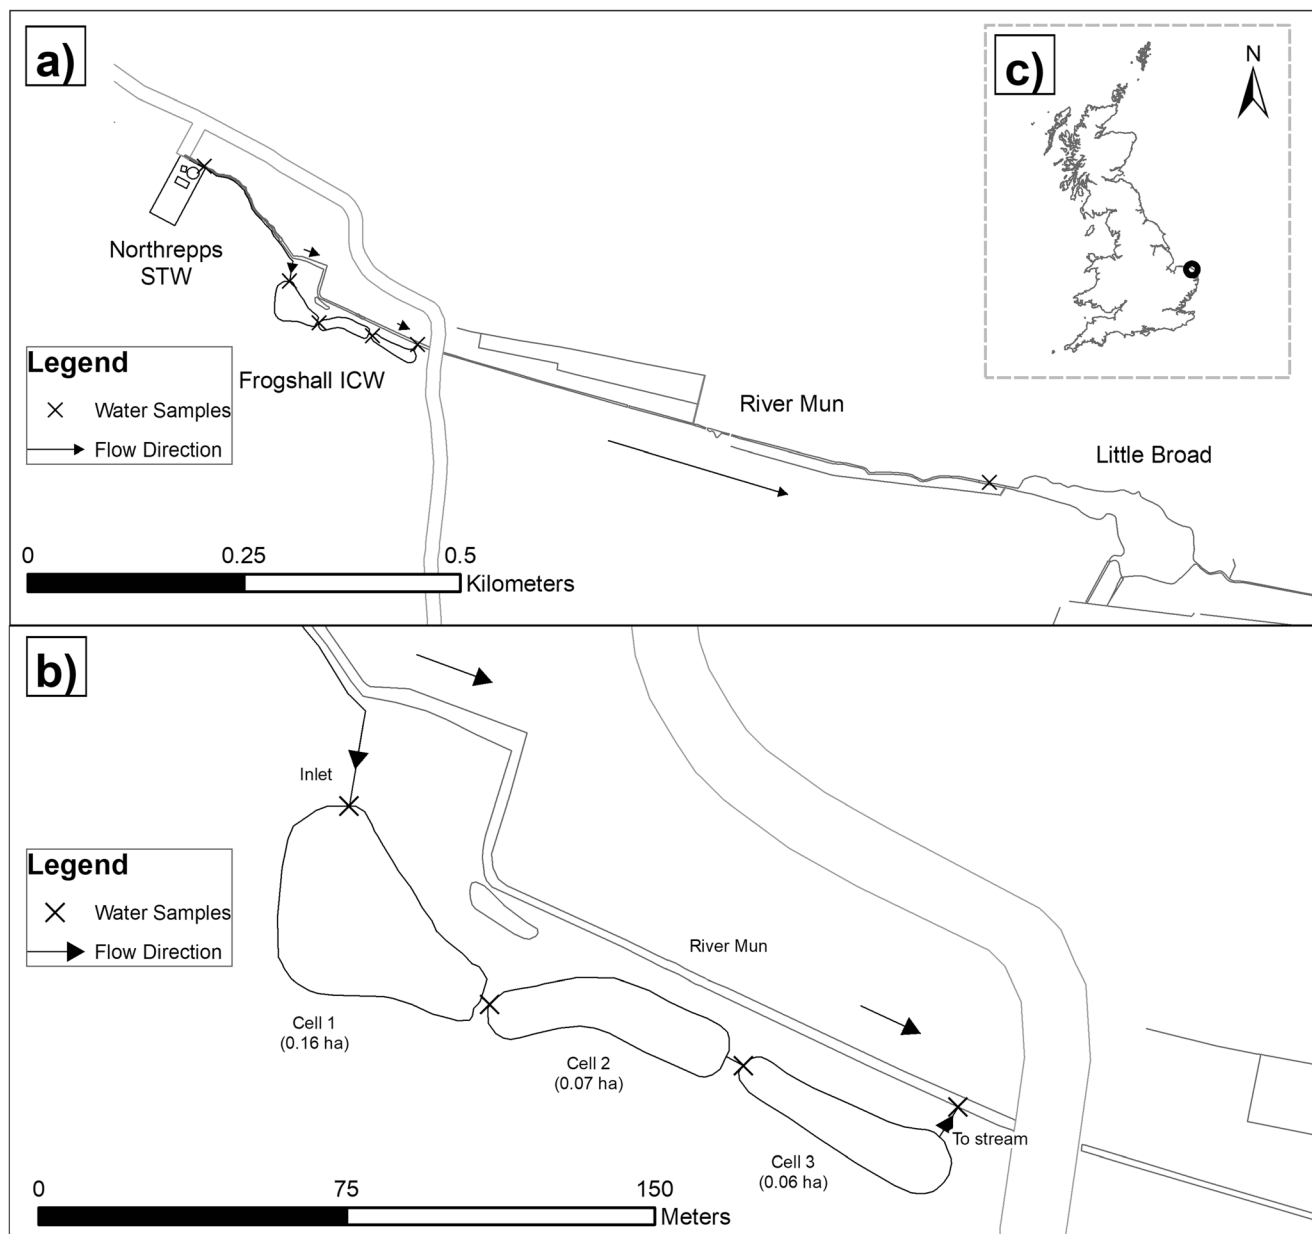 a)
c)
N
Northrepps
STW
Legend
Water Samples
Flow Direction
Frogshall ICW
River Mun
Little Broad
0 0.25 0.5
Kilometers
b)
Inlet
Legend
Water Samples
Flow Direction
River Mun
Cell 1
(0.16 ha)
Cell 2
(0.07 ha)
To stream
Cell 3
(0.06 ha)
0 75 150
Meters